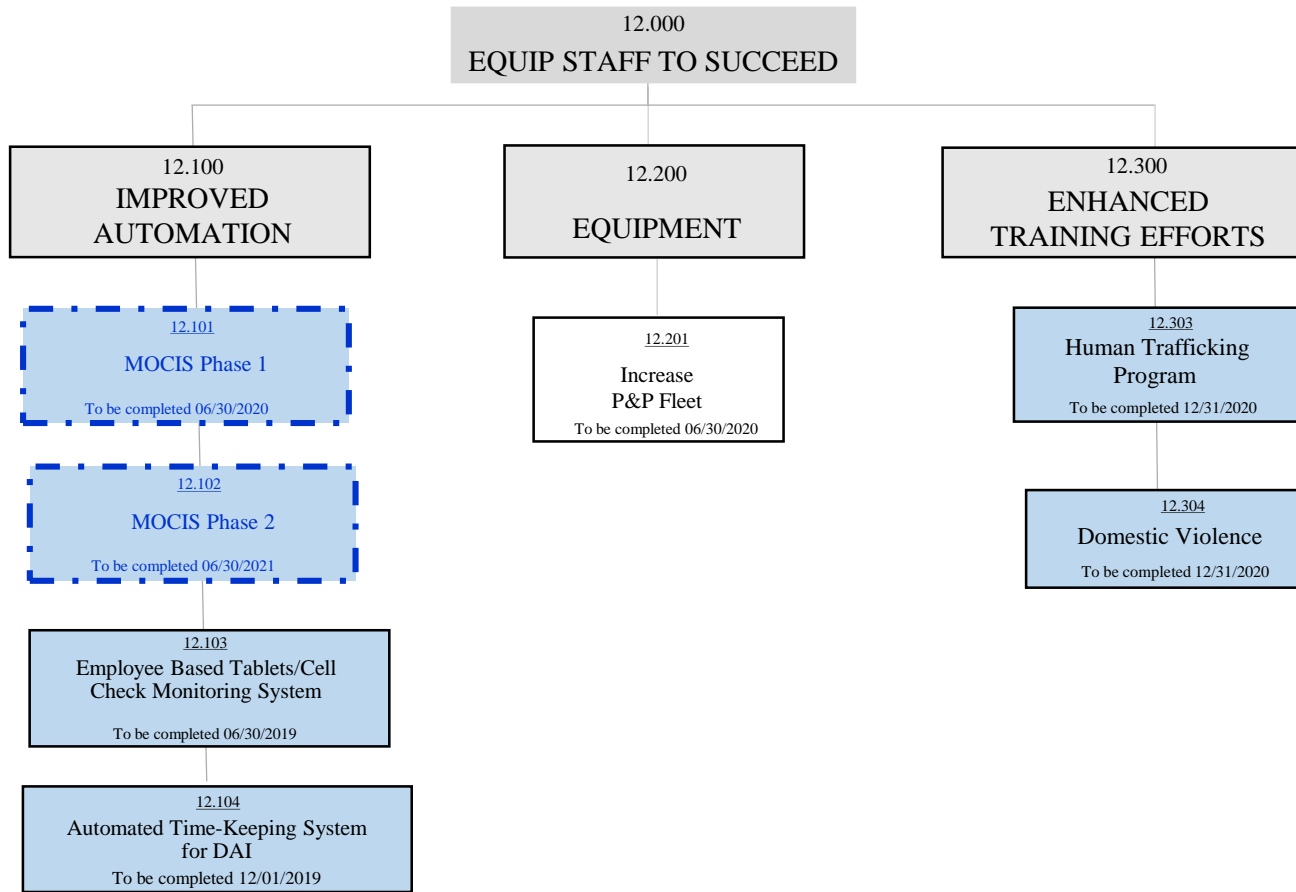 12.000
EQUIP STAFF TO SUCCEED
12.100
IMPROVED
AUTOMATION
12.101
MOCIS Phase 1
To be completed 06/30/2020
12.102
MOCIS Phase 2
To be completed 06/30/2021
12.103
Employee Based Tablets/Cell
Check Monitoring System
To be completed 06/30/2019
12.104
Automated Time-Keeping System
for DAI
To be completed 12/01/2019
12.200
EQUIPMENT
12.201
Increase
P&P Fleet
To be completed 06/30/2020
12.300
ENHANCED
TRAINING EFFORTS
12.303
Human Trafficking
Program
To be completed 12/31/2020
12.304
Domestic Violence
To be completed 12/31/2020